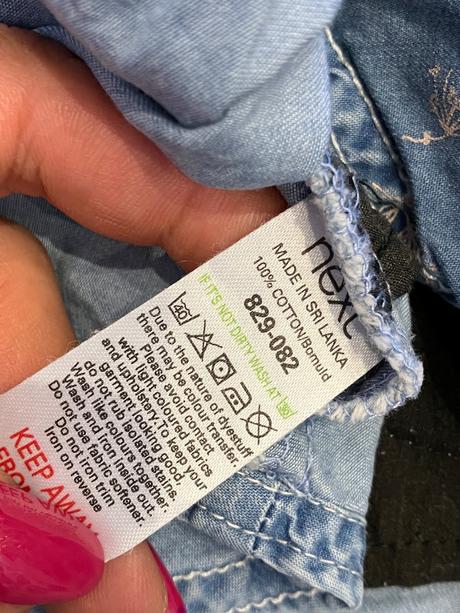 next
MADE IN SRI LANKA
100% COTTON/Bomuld
829-082
IF IT'S NOT DIRTY WASH AT 30
40
Due to the nature of dyestuff
there may be colour transfer.
Please avoid contact
with light coloured fabrics
and upholstery. To keep your
garment looking good,
do not rub isolated stains.
Wash like colours together.
Wash and iron inside out.
Do not use fabric softener.
Do not iron trim
Iron on reverse
KEEP AWAY